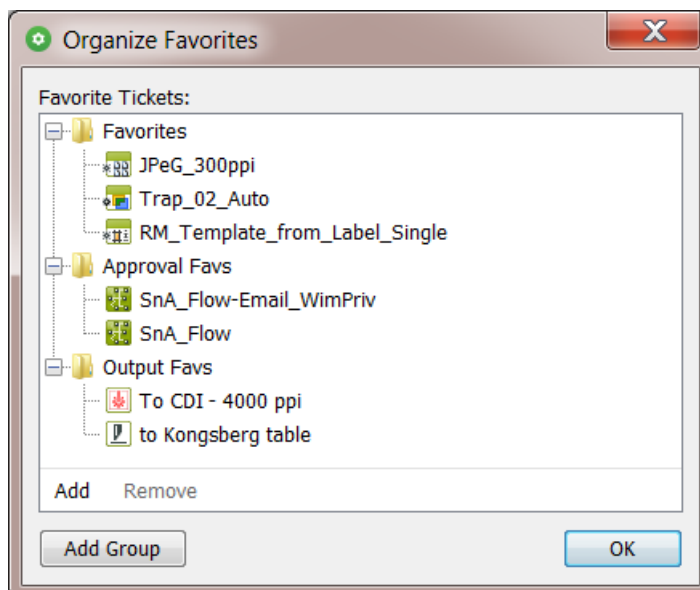 Organize Favorites
Favorite Tickets:
Favorites
JPeG_300ppi
Trap_02_Auto
RM_Template_from_Label_Single
Approval Favs
SnA_Flow-Email_WimPriv
SnA_Flow
Output Favs
To CDI - 4000 ppi
to Kongsberg table
Add Remove
Add Group OK